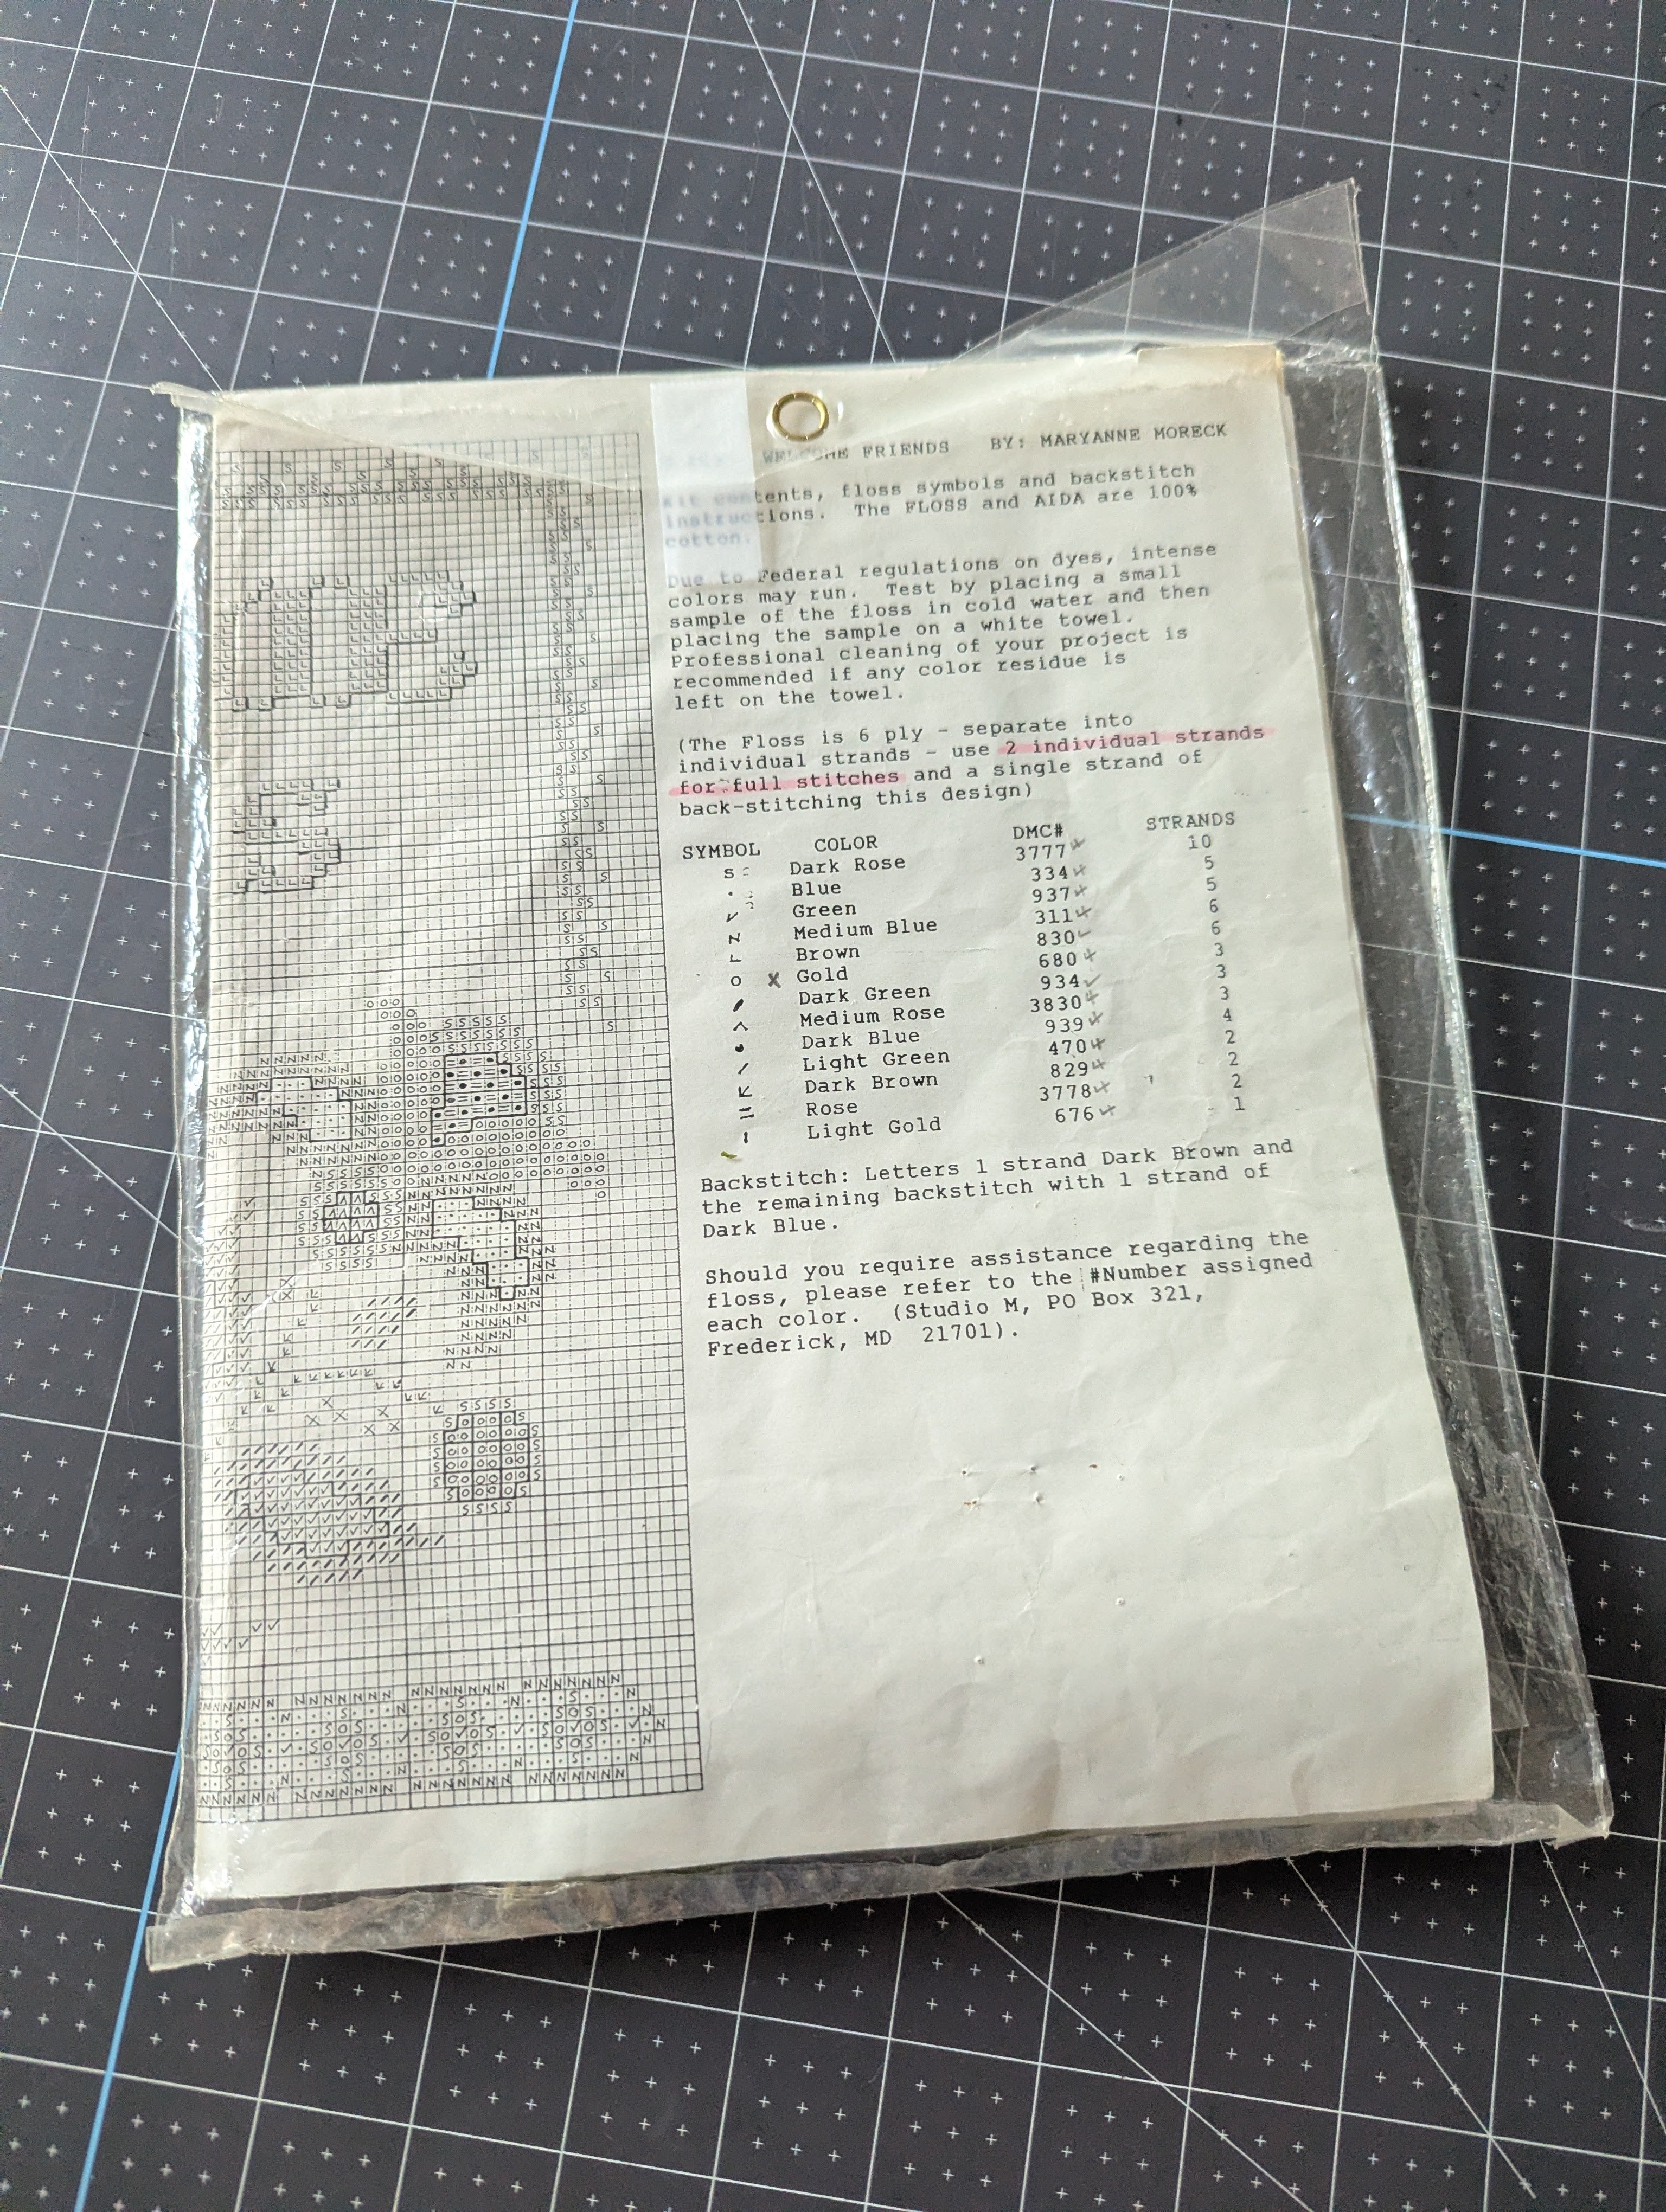 WELCOME FRIENDS BY: MARYANNE MORECK
Kit contents, floss symbols and backstitch
instructions. The FLOSS and AIDA are 100%
cotton.
Due to Federal regulations on dyes, intense
colors may run. Test by placing a small
sample of the floss in cold water and then
placing the sample on a white towel.
Professional cleaning of your project is
recommended if any color residue is
left on the towel.
(The Floss is 6 ply - separate into
individual strands - use 2 individual strands
for full stitches and a single strand of
back-stitching this design)
SYMBOL COLOR DMC# STRANDS
S Dark Rose 3777 10
• Blue 334 5
✓ Green 937 5
N Medium Blue 311 6
L Brown 830 6
O X Gold 680 3
Dark Green 934 3
^ Medium Rose 3830 3
Dark Blue 939 4
/ Light Green 470 2
Dark Brown 829 2
= Rose 3778 2
ı Light Gold 676 1
Backstitch: Letters 1 strand Dark Brown and
the remaining backstitch with 1 strand of
Dark Blue.
Should you require assistance regarding the
floss, please refer to the #Number assigned
each color. (Studio M, PO Box 321,
Frederick, MD 21701).